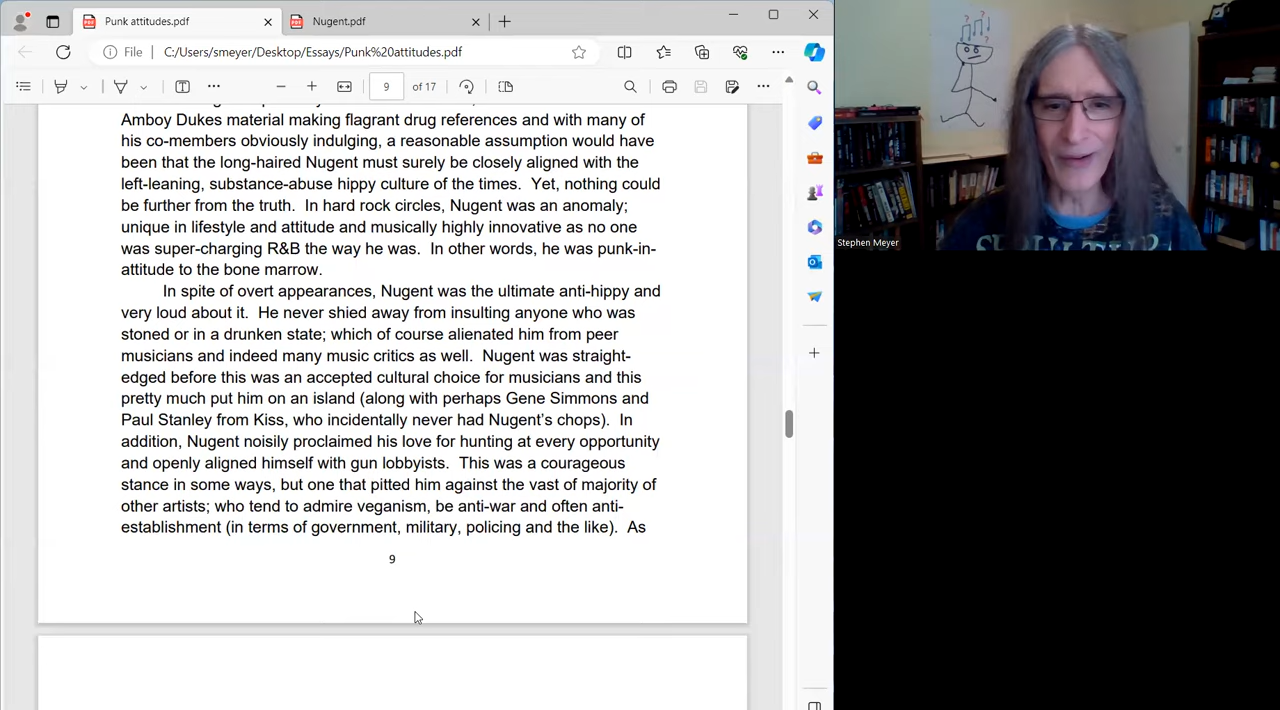 Punk attitudes.pdf
Nugent.pdf
File
C:/Users/smeyer/Desktop/Essays/Punk%20attitudes.pdf
9 of 17
Amboy Dukes material making flagrant drug references and with many of
his co-members obviously indulging, a reasonable assumption would have
been that the long-haired Nugent must surely be closely aligned with the
left-leaning, substance-abuse hippy culture of the times. Yet, nothing could
be further from the truth. In hard rock circles, Nugent was an anomaly;
unique in lifestyle and attitude and musically highly innovative as no one
was super-charging R&B the way he was. In other words, he was punk-in-
attitude to the bone marrow.
In spite of overt appearances, Nugent was the ultimate anti-hippy and
very loud about it. He never shied away from insulting anyone who was
stoned or in a drunken state; which of course alienated him from peer
musicians and indeed many music critics as well. Nugent was straight-
edged before this was an accepted cultural choice for musicians and this
pretty much put him on an island (along with perhaps Gene Simmons and
Paul Stanley from Kiss, who incidentally never had Nugent's chops). In
addition, Nugent noisily proclaimed his love for hunting at every opportunity
and openly aligned himself with gun lobbyists. This was a courageous
stance in some ways, but one that pitted him against the vast of majority of
other artists; who tend to admire veganism, be anti-war and often anti-
establishment (in terms of government, military, policing and the like). As
9
Stephen Meyer